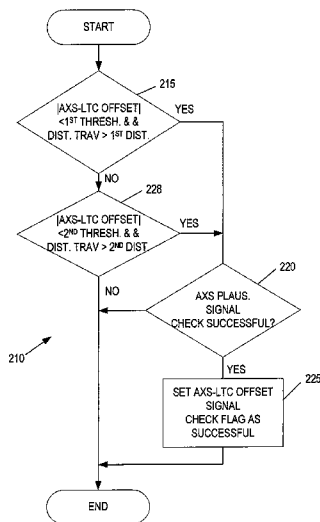 START
215
|AXS-LTC OFFSET|
<1ST THRESH. & &
DIST. TRAV > 1ST DIST.
YES
NO
228
|AXS-LTC OFFSET|
<2ND THRESH. & &
DIST. TRAV > 2ND DIST.
YES
NO
220
AXS PLAUS.
SIGNAL
CHECK SUCCESSFUL?
210
YES
225
SET AXS-LTC OFFSET
SIGNAL
CHECK FLAG AS
SUCCESSFUL
END